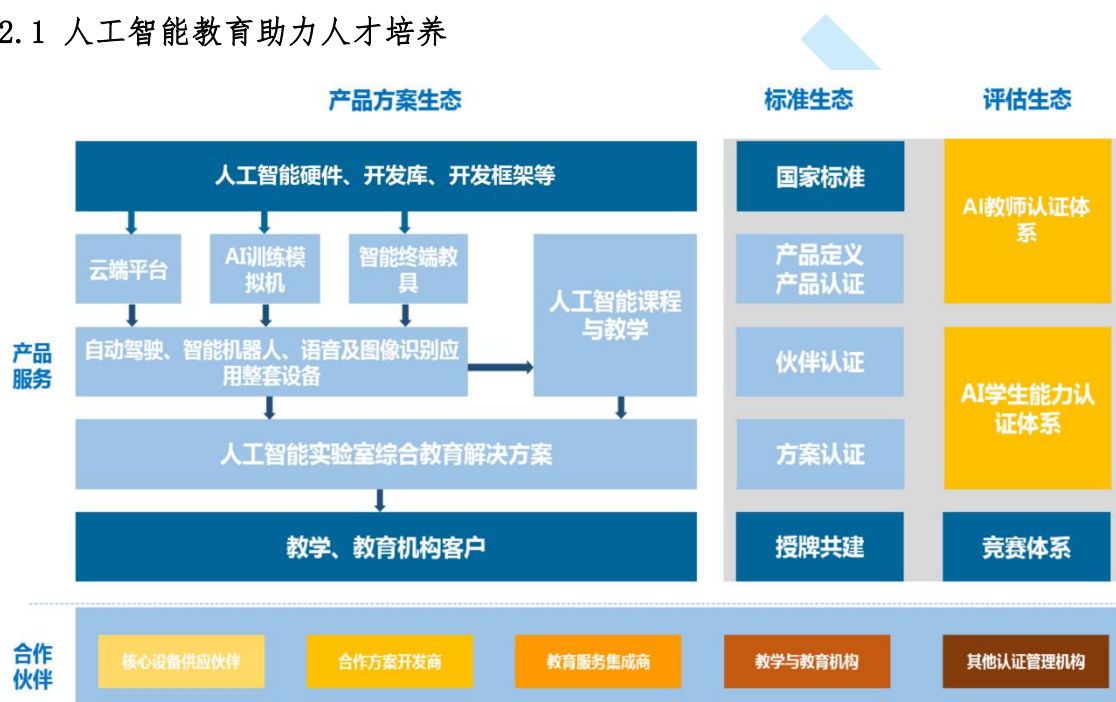 2.1 人工智能教育助力人才培养
产品方案生态
标准生态
评估生态
人工智能硬件、开发库、开发框架等
国家标准
AI教师认证体
系
云端平台
AI训练模
拟机
智能终端教
具
人工智能课程
与教学
产品定义
产品认证
产品
服务
自动驾驶、智能机器人、语音及图像识别应
用整套设备
伙伴认证
AI学生能力认
证体系
人工智能实验室综合教育解决方案
方案认证
教学、教育机构客户
授牌共建
竞赛体系
合作
伙伴
核心设备供应伙伴
合作方案开发商
教育服务集成商
教学与教育机构
其他认证管理机构